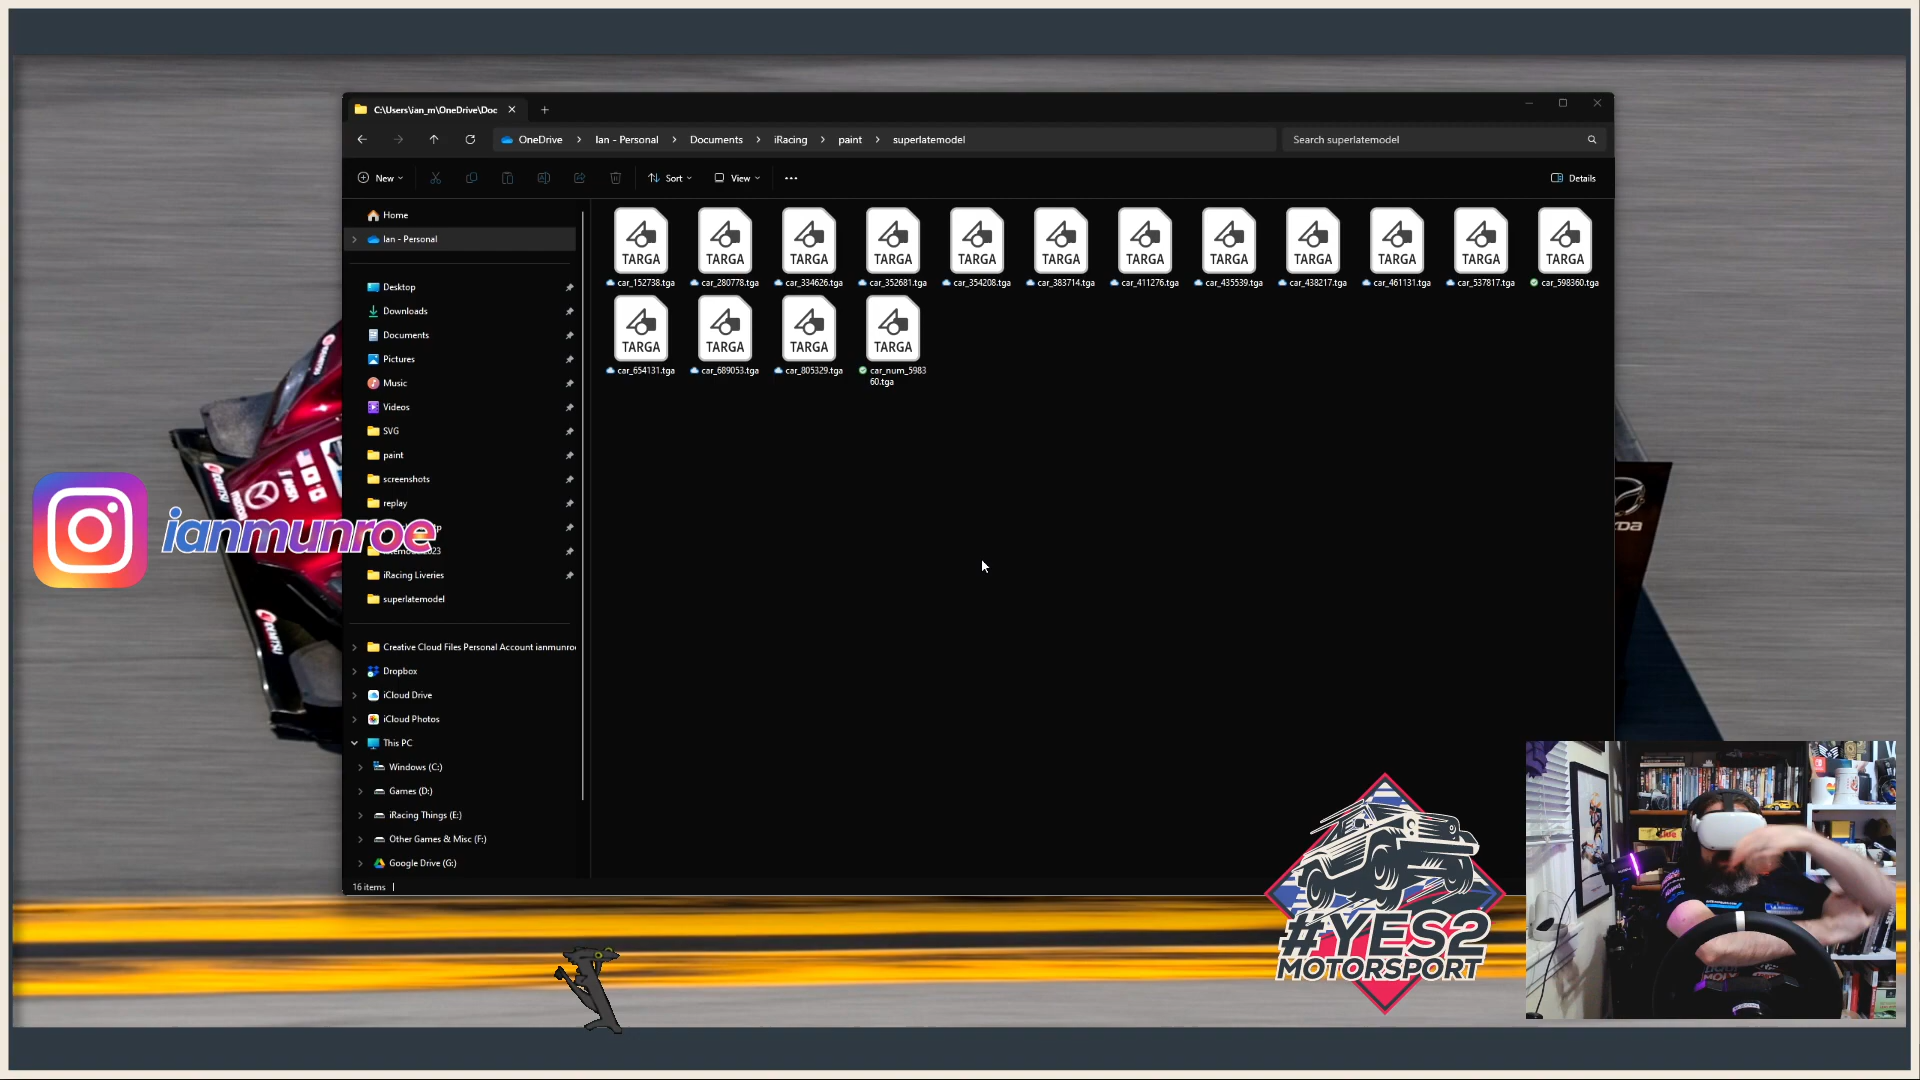 C:\Users\ian_m\OneDrive\Doc
OneDrive > Ian - Personal > Documents > iRacing > paint > superlatemodel
Search superlatemodel
New
Sort
View
Details
Home
Ian - Personal
Desktop
Downloads
Documents
Pictures
Music
Videos
SVG
paint
screenshots
replay
iRacing Liveries
superlatemodel
Creative Cloud Files Personal Account ianmunro
Dropbox
iCloud Drive
iCloud Photos
This PC
Windows (C:)
Games (D:)
iRacing Things (E:)
Other Games & Misc (F:)
Google Drive (G:)
TARGA TARGA TARGA TARGA TARGA TARGA TARGA TARGA TARGA TARGA TARGA TARGA
car_152738.tga car_280778.tga car_334626.tga car_352681.tga car_354208.tga car_383714.tga car_411276.tga car_435539.tga car_438217.tga car_461131.tga car_537817.tga car_598360.tga
TARGA TARGA TARGA TARGA
car_654131.tga car_689053.tga car_805329.tga car_num_5983
60.tga
16 items
ianmunroe
#YES2
MOTORSPORT